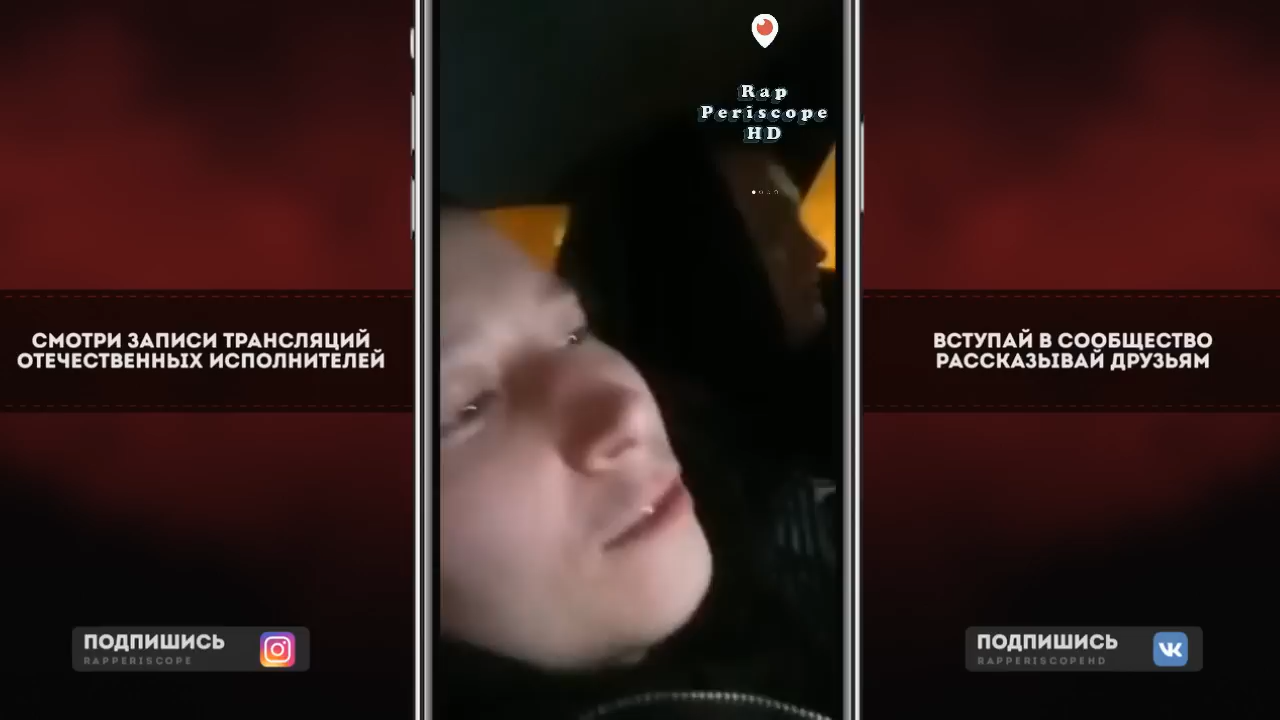 Rap
Periscope
HD
СМОТРИ ЗАПИСИ ТРАНСЛЯЦИЙ
ОТЕЧЕСТВЕННЫХ ИСПОЛНИТЕЛЕЙ
ВСТУПАЙ В СООБЩЕСТВО
РАССКАЗЫВАЙ ДРУЗЬЯМ
ПОДПИШИСЬ
RAPPERISCOPE
ПОДПИШИСЬ
RAPPERISCOPEHD